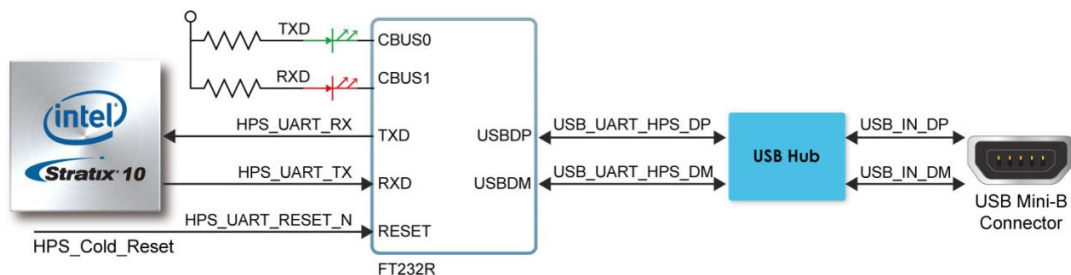 TXD
CBUS0
RXD
CBUS1
intel
Stratix 10
HPS_UART_RX
TXD
HPS_UART_TX
RXD
HPS_UART_RESET_N
HPS_Cold_Reset
RESET
FT232R
USBDP
USB_UART_HPS_DP
USBDM
USB_UART_HPS_DM
USB Hub
USB_IN_DP
USB_IN_DM
USB Mini-B
Connector